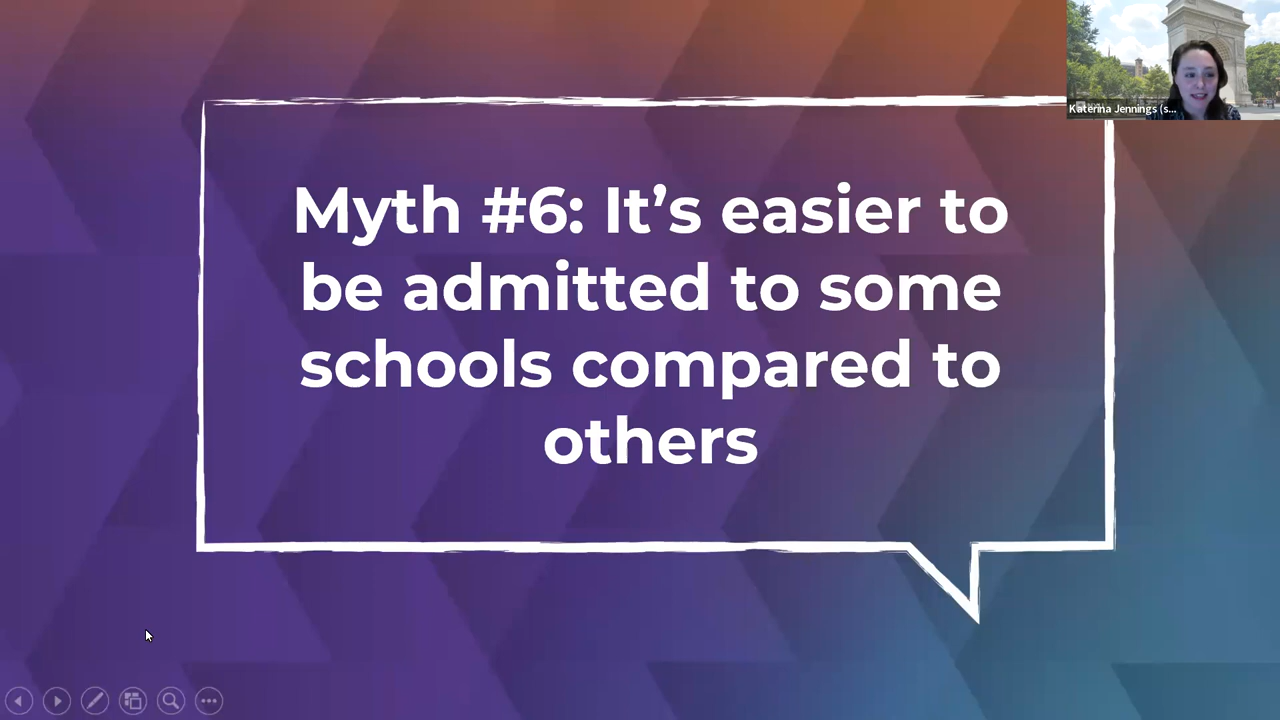 Katerina Jennings (s...
Myth #6: It’s easier to
be admitted to some
schools compared to
others